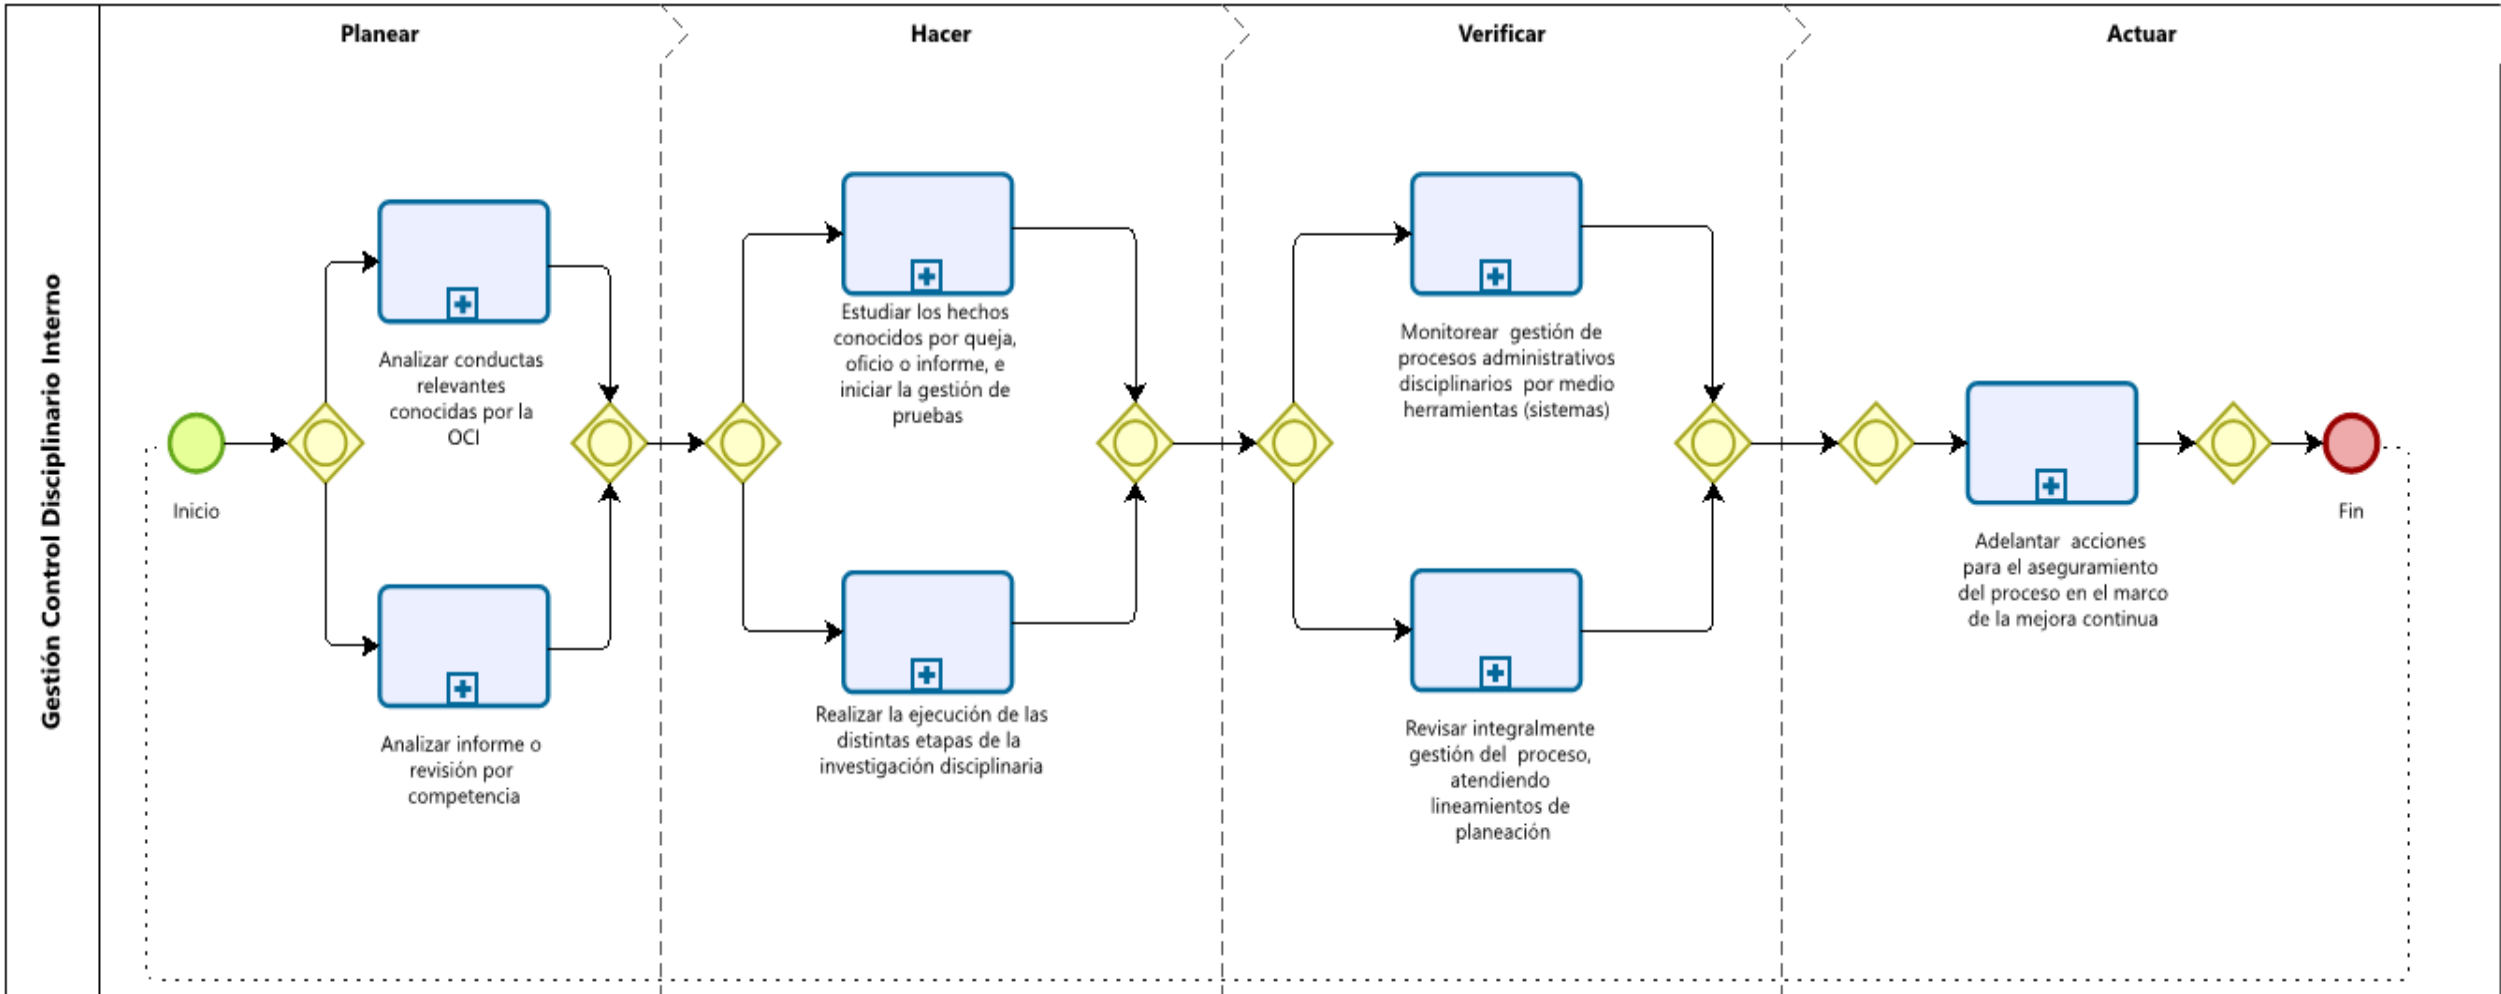 Planear
Hacer
Verificar
Actuar
Gestión Control Disciplinario Interno
Inicio
Analizar conductas
relevantes
conocidas por la
OCI
Analizar informe o
revisión por
competencia
Estudiar los hechos
conocidos por queja,
oficio o informe, e
iniciar la gestión de
pruebas
Realizar la ejecución de las
distintas etapas de la
investigación disciplinaria
Monitorear gestión de
procesos administrativos
disciplinarios por medio
herramientas (sistemas)
Revisar integralmente
gestión del proceso,
atendiendo
lineamientos de
planeación
Adelantar acciones
para el aseguramiento
del proceso en el marco
de la mejora continua
Fin